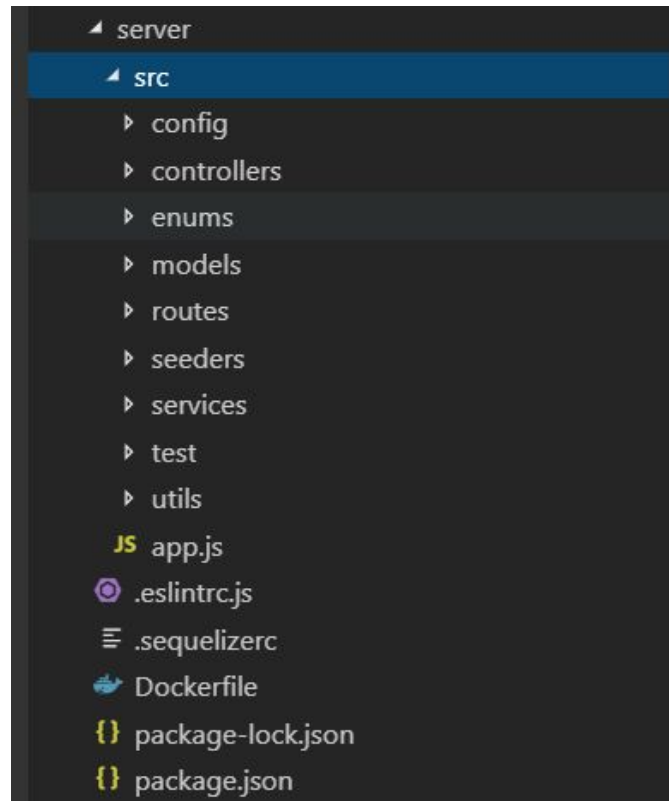 server
src
config
controllers
enums
models
routes
seeders
services
test
utils
JS app.js
.eslintrc.js
.sequelizerc
Dockerfile
{} package-lock.json
{} package.json